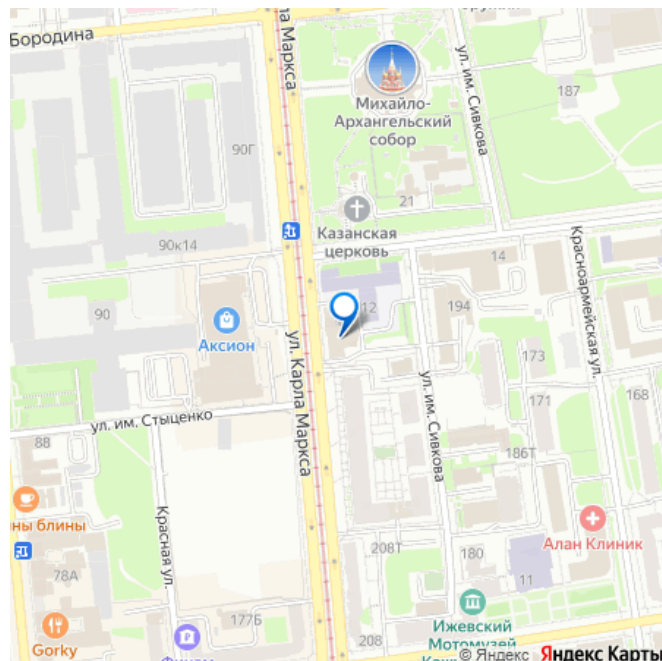 Бородина
ул. Карла Маркса
ул. им. Сивкова
187
Михайло-
Архангельский
собор
90Г
21
Казанская
церковь
90к14
14
Красноармейская ул.
12
194
90
Аксион
173
ул. Карла Маркса
ул. им. Сивкова
168
171
ул. им. Стыценко
88
186Т
блины
Красная ул.
Алан Клиник
208Т
180
78А
11
177Б
Gorky
208
Ижевский
Мотомузей
© Яндекс Яндекс Карты